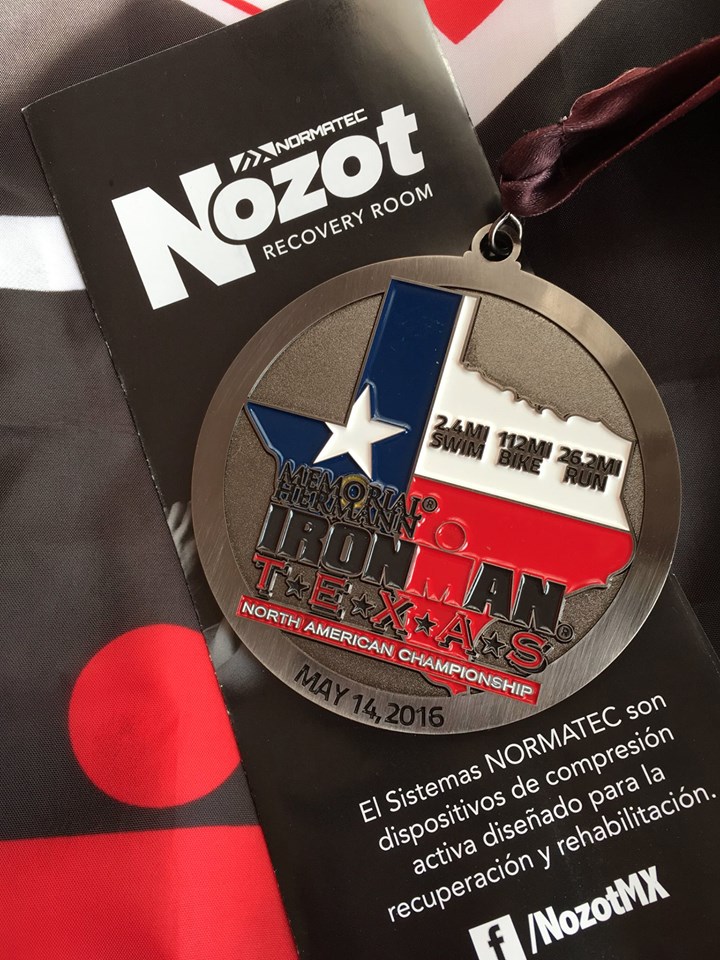 NORMATEC
Nozot
RECOVERY ROOM
2.4MI 112MI 26.2MI
SWIM BIKE RUN
MEMORIAL®
HERMANN
IRONMAN®
T★E★X★A★S
NORTH AMERICAN CHAMPIONSHIP
MAY 14, 2016
El Sistemas NORMATEC son
dispositivos de compresión
activa diseñado para la
recuperación y rehabilitación.
f /NozotMX